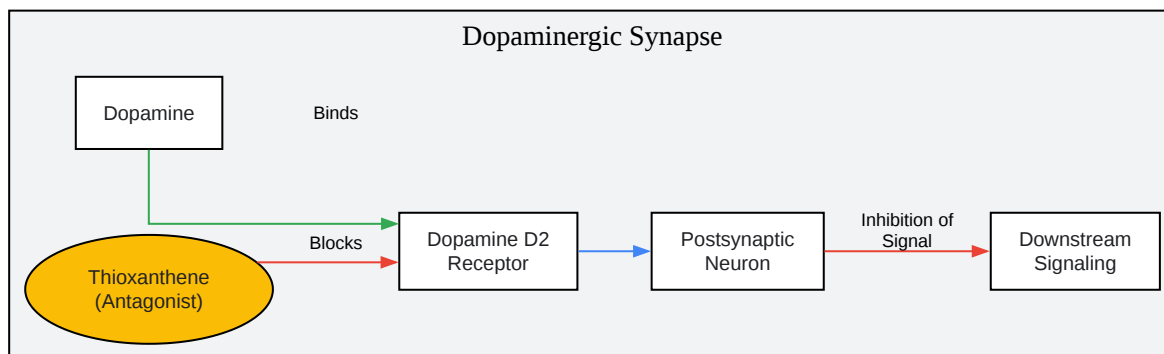 Dopaminergic Synapse
Dopamine
Binds
Blocks
Thioxanthene
(Antagonist)
Dopamine D2
Receptor
Postsynaptic
Neuron
Inhibition of
Signal
Downstream
Signaling